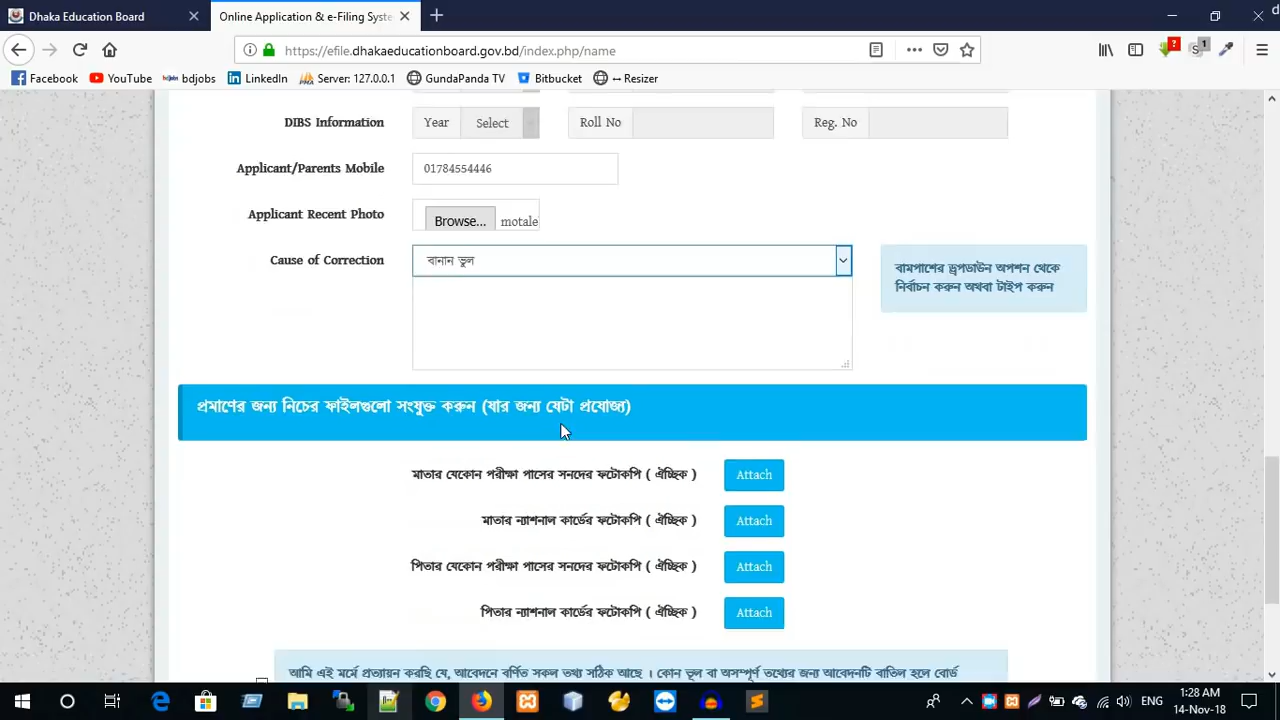 Dhaka Education Board
Online Application & e-Filing Syste
https://efile.dhakaeducationboard.gov.bd/index.php/name
Facebook YouTube bdjobs LinkedIn Server: 127.0.0.1 GundaPanda TV Bitbucket ↔ Resizer
DIBS Information Year Select Roll No Reg. No
Applicant/Parents Mobile 01784554446
Applicant Recent Photo Browse... motale
Cause of Correction বানান ভুল
বামপাশের ড্রপডাউন অপশন থেকে
নির্বাচন করুন অথবা টাইপ করুন
প্রমাণের জন্য নিচের ফাইলগুলো সংযুক্ত করুন (যার জন্য যেটা প্রযোজ্য)
মাতার যেকোন পরীক্ষা পাসের সনদের ফটোকপি ( ঐচ্ছিক ) Attach
মাতার ন্যাশনাল কার্ডের ফটোকপি ( ঐচ্ছিক ) Attach
পিতার যেকোন পরীক্ষা পাসের সনদের ফটোকপি ( ঐচ্ছিক ) Attach
পিতার ন্যাশনাল কার্ডের ফটোকপি ( ঐচ্ছিক ) Attach
আমি এই মর্মে প্রত্যায়ন করছি যে, আবেদনে বর্ণিত সকল তথ্য সঠিক আছে । কোন ভূল বা অসম্পূর্ণ তথ্যের জন্য আবেদনটি বাতিল হলে বোর্ড
ENG
1:28 AM
14-Nov-18